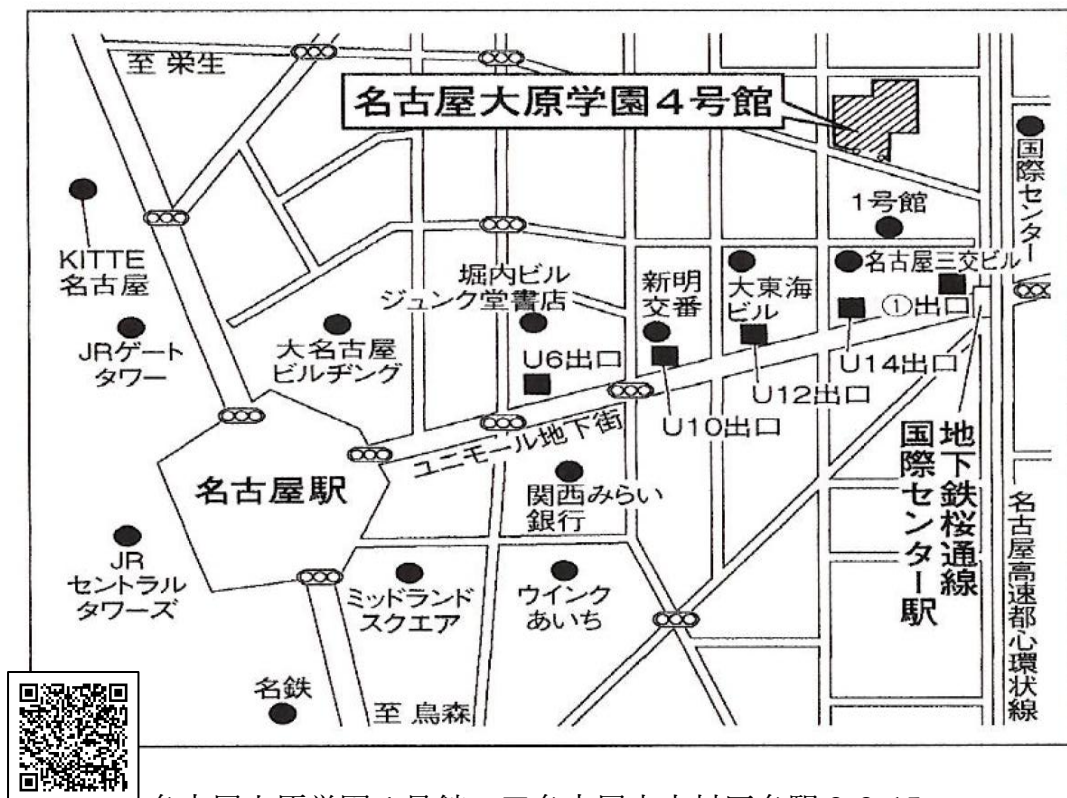 至 栄生
名古屋大原学園4号館
国際センター
1号館
KITTE
名古屋
堀内ビル
ジュンク堂書店
新明
交番
大東海
ビル
名古屋三交ビル
①出口
JRゲート
タワー
大名古屋
ビルヂング
U6出口
U14出口
U12出口
U10出口
ユニモール地下街
名古屋駅
関西みらい
銀行
地下鉄桜通線
国際センター駅
名古屋高速都心環状線
JR
セントラル
タワーズ
ミッドランド
スクエア
ウインク
あいち
名鉄
至 烏森